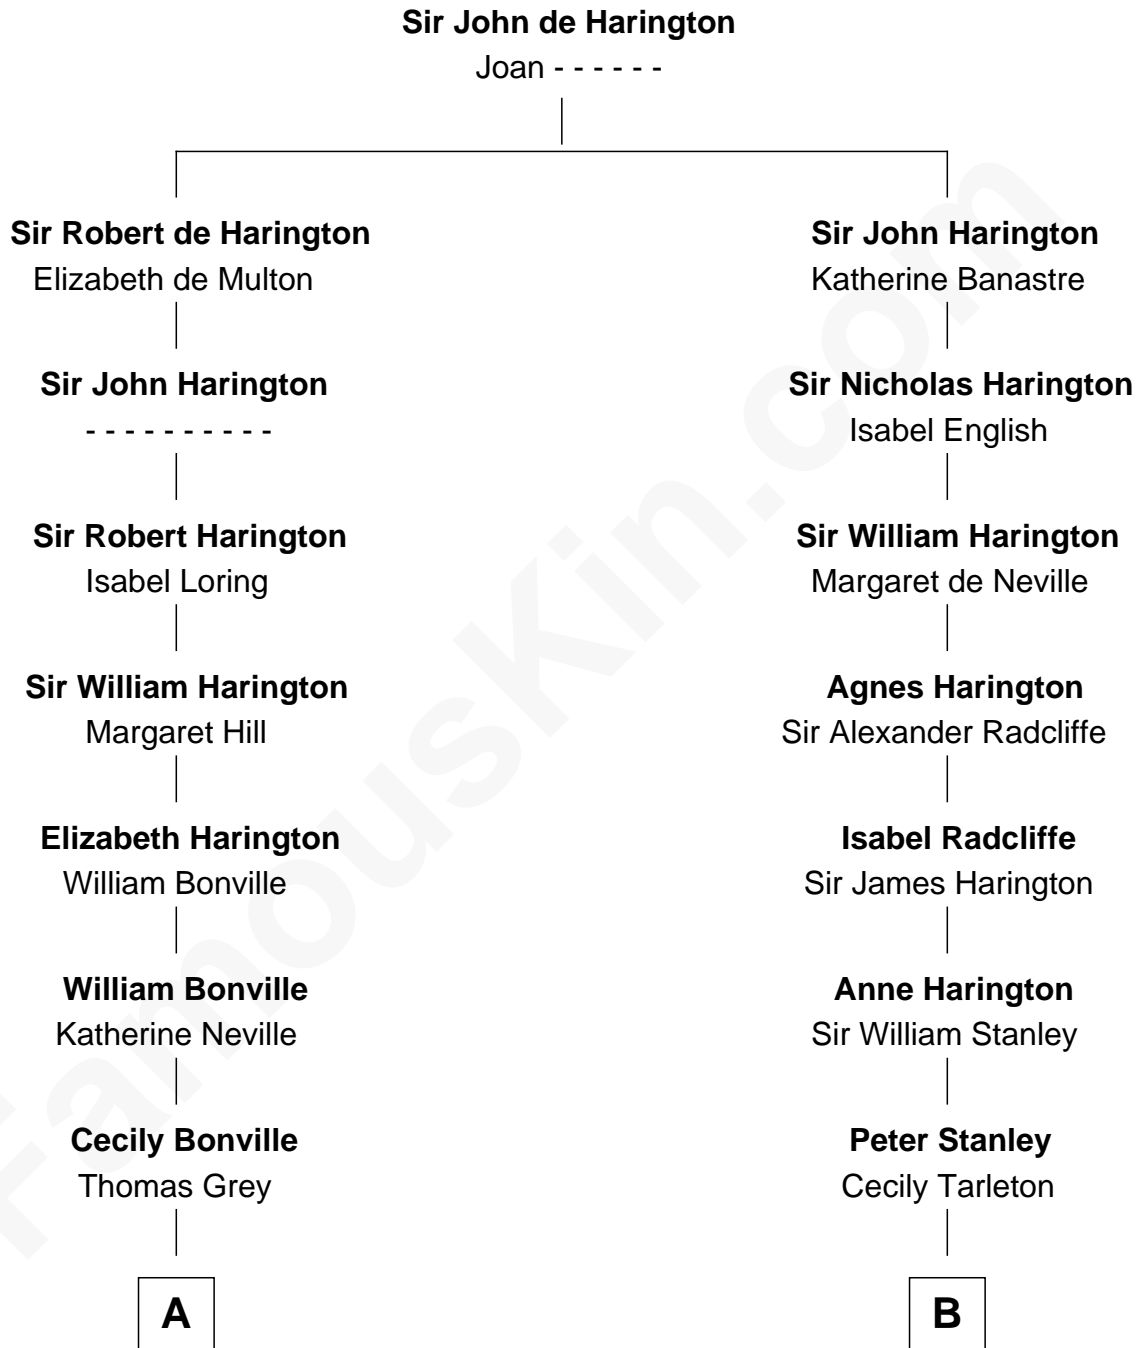 Sir John de Harington
Joan - - - - - -
Sir Robert de Harington
Elizabeth de Multon
Sir John Harington
Katherine Banastre
Sir John Harington
- - - - - - - - - -
Sir Nicholas Harington
Isabel English
Sir Robert Harington
Isabel Loring
Sir William Harington
Margaret de Neville
Sir William Harington
Margaret Hill
Agnes Harington
Sir Alexander Radcliffe
Elizabeth Harington
William Bonville
Isabel Radcliffe
Sir James Harington
William Bonville
Katherine Neville
Anne Harington
Sir William Stanley
Cecily Bonville
Thomas Grey
Peter Stanley
Cecily Tarleton
A
B
FamousKin.com